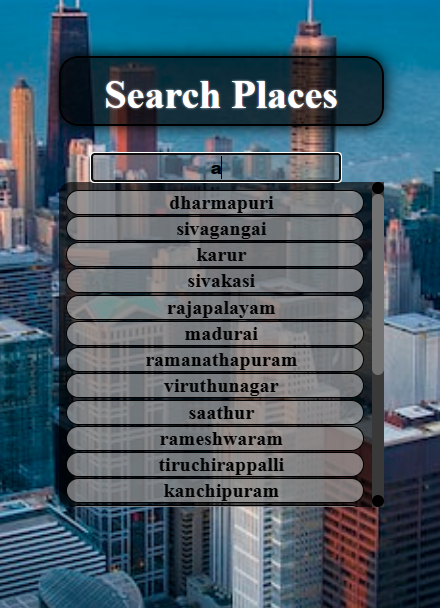 Search Places
a
dharmapuri
sivagangai
karur
sivakasi
rajapalayam
madurai
ramanathapuram
viruthunagar
saathur
rameshwaram
tiruchirappalli
kanchipuram